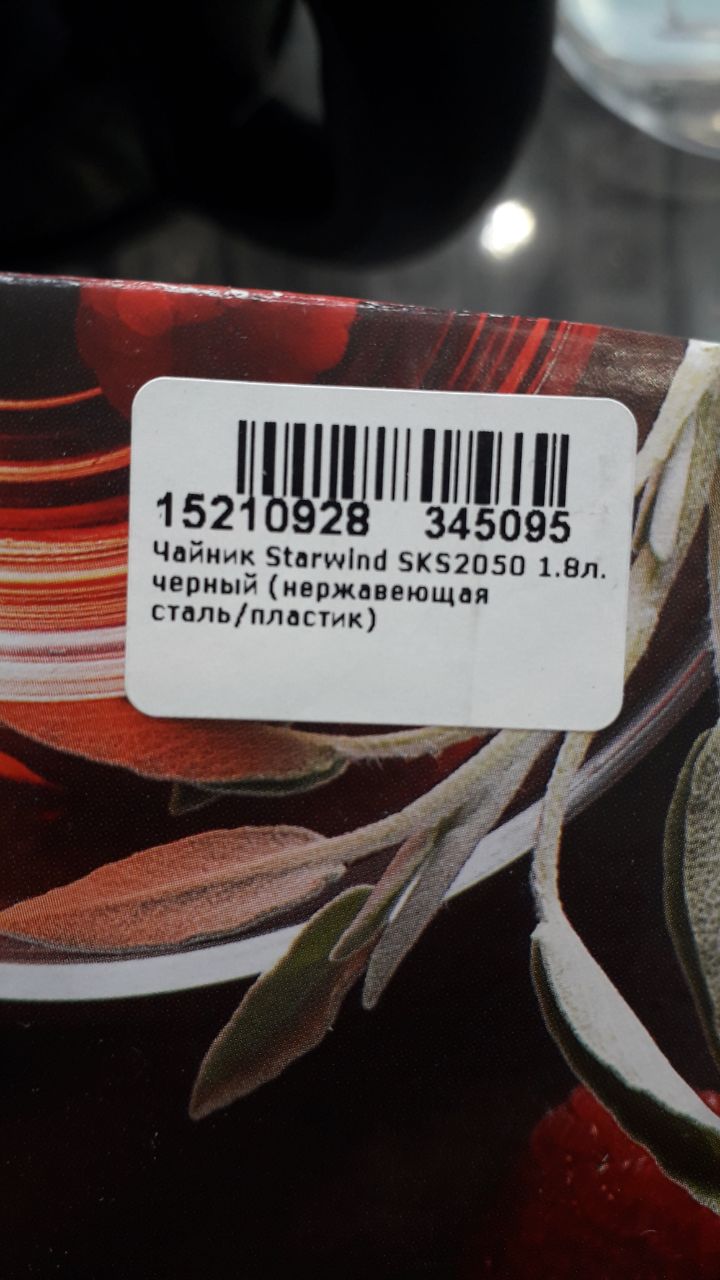 15210928 345095
Чайник Starwind SKS2050 1.8л.
черный (нержавеющая
сталь/пластик)